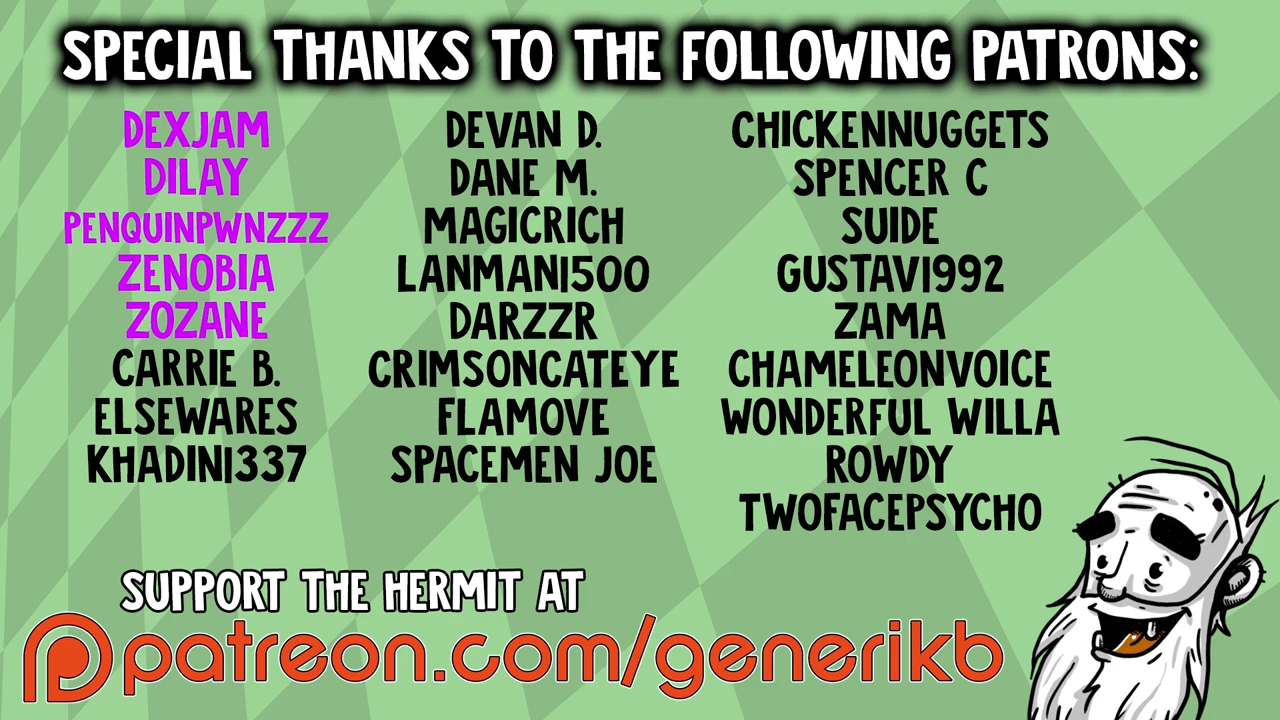 SPECIAL THANKS TO THE FOLLOWING PATRONS:
DEXJAM
DILAY
PENQUINPWNZZZ
ZENOBIA
ZOZANE
CARRIE B.
ELSEWARES
KHADIN1337
DEVAN D.
DANE M.
MAGICRICH
LANMAN1500
DARZZR
CRIMSONCATEYE
FLAMOVE
SPACEMEN JOE
CHICKENNUGGETS
SPENCER C
SUIDE
GUSTAV1992
ZAMA
CHAMELEONVOICE
WONDERFUL WILLA
ROWDY
TWOFACEPSYCHO
SUPPORT THE HERMIT AT
patreon.com/generikb